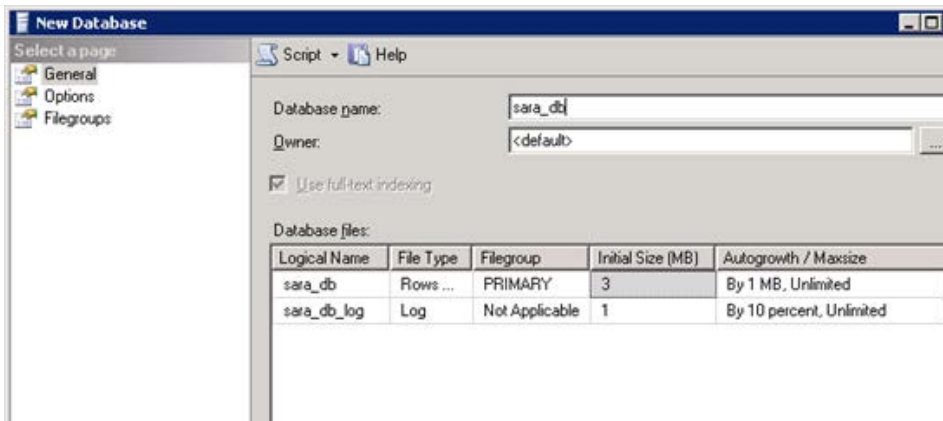 New Database
Select a page
General
Options
Filegroups
Script Help
Database name: sara_db
Owner: <default> ...
Use full-text indexing
Database files:
Logical Name File Type Filegroup Initial Size (MB) Autogrowth / Maxsize
sara_db Rows ... PRIMARY 3 By 1 MB, Unlimited
sara_db_log Log Not Applicable 1 By 10 percent, Unlimited